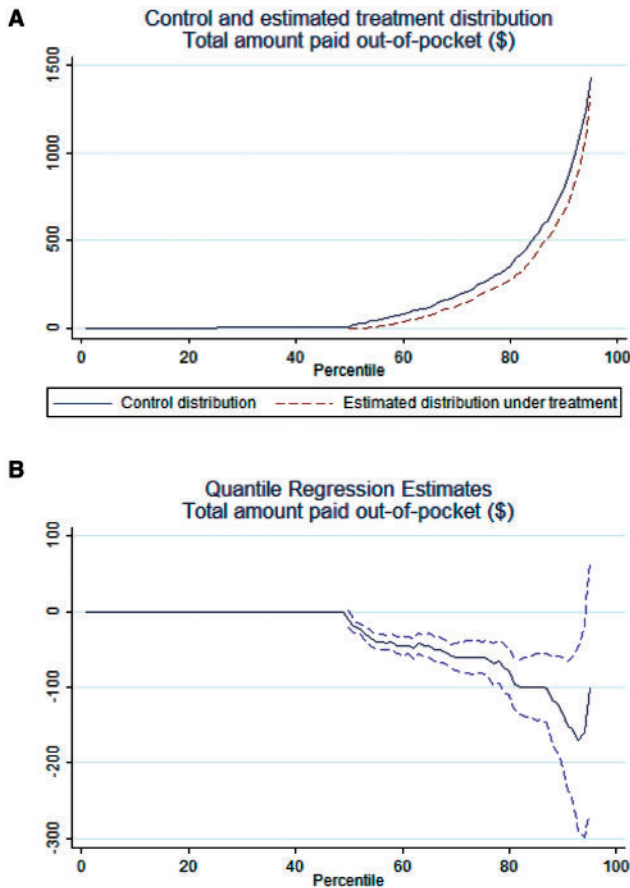 A
Control and estimated treatment distribution
Total amount paid out-of-pocket ($)
1500
1000
500
0
0 20 40 60 80 100
Percentile
Control distribution Estimated distribution under treatment
B
Quantile Regression Estimates
Total amount paid out-of-pocket ($)
100
0
-100
-200
-300
0 20 40 60 80 100
Percentile